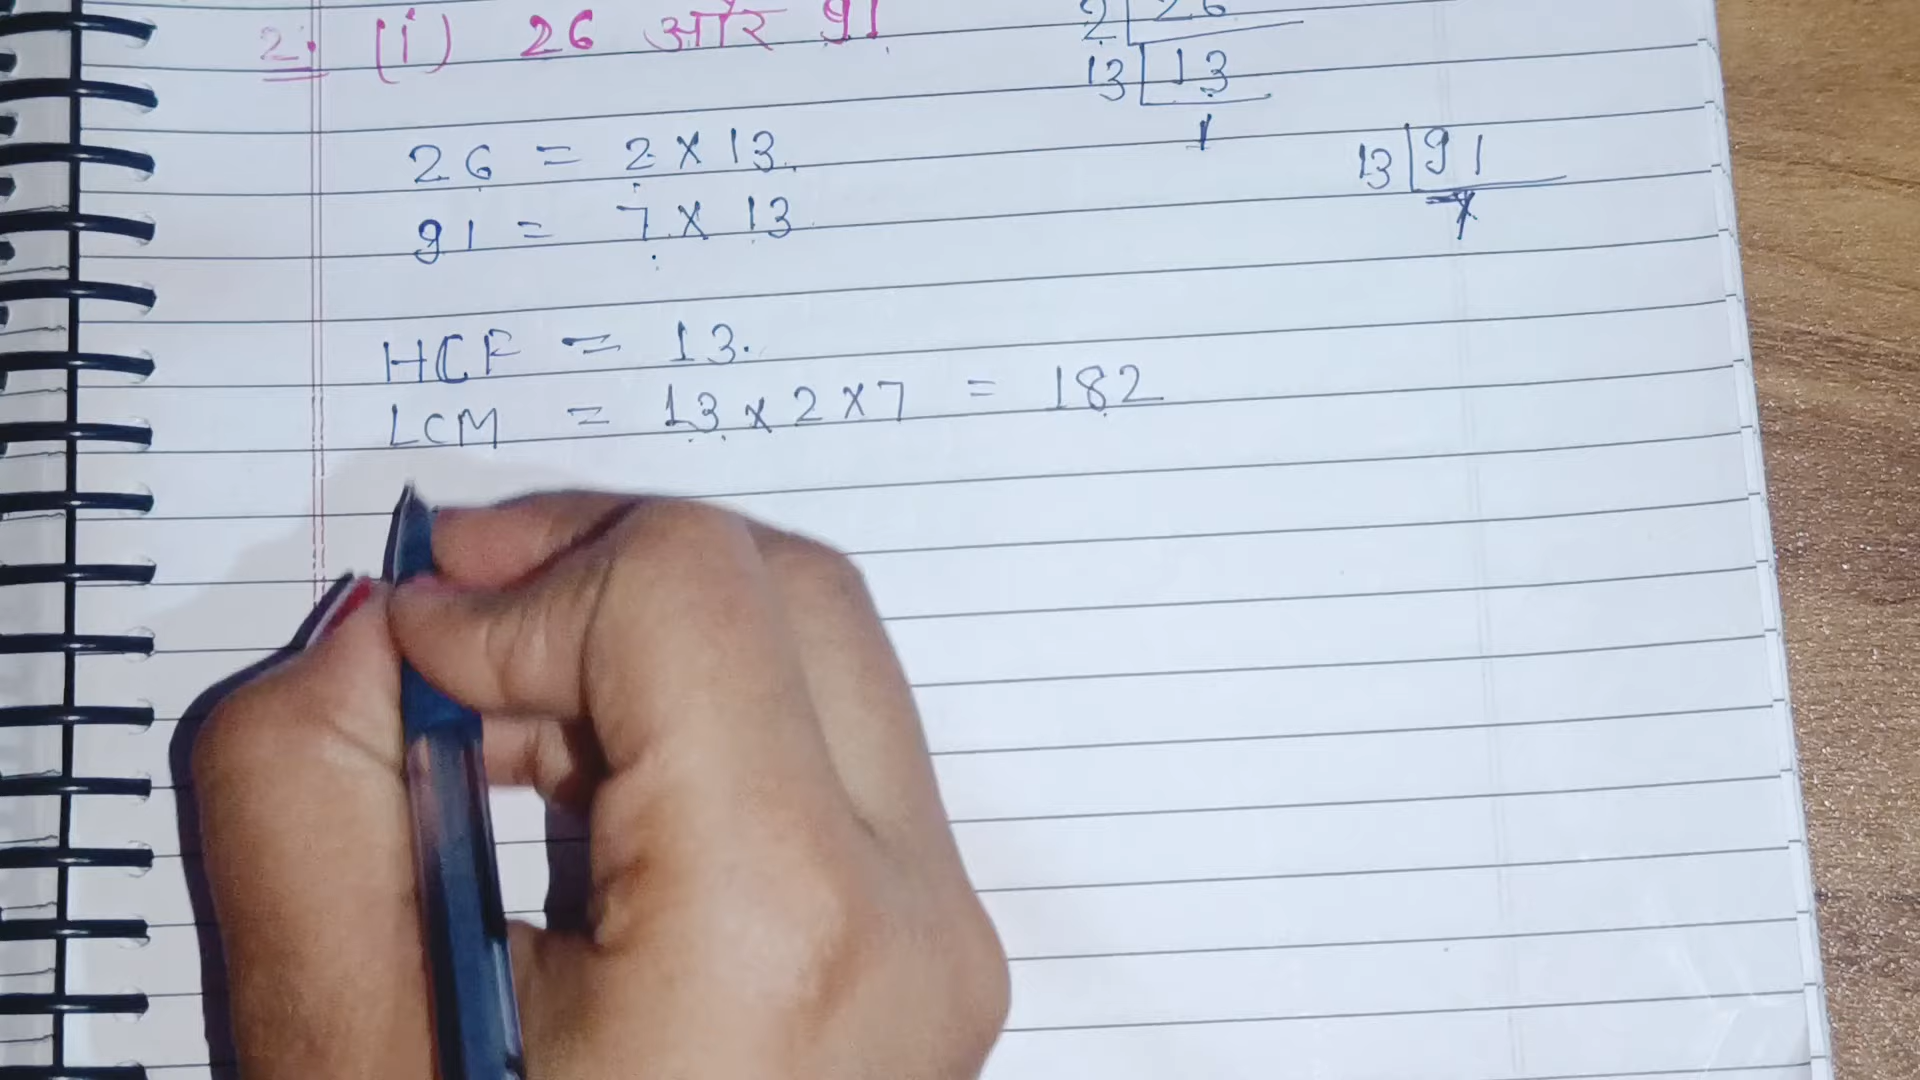 2. (i) 26 और 91
2 26
13 13
1
13 91
7
26 = 2 × 13
91 = 7 × 13
HCF = 13.
LCM = 13 × 2 × 7 = 182